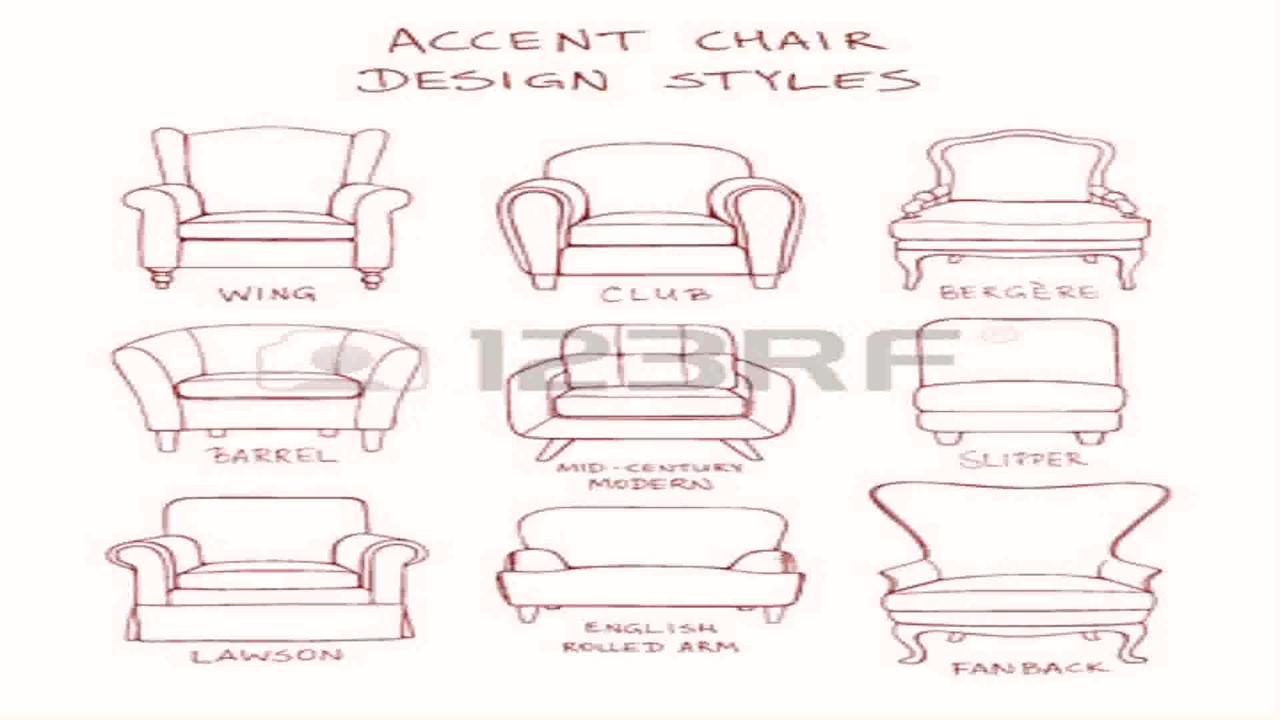 ACCENT CHAIR
DESIGN STYLES
WING
CLUB
BERGÈRE
123RF
BARREL
MID-CENTURY
MODERN
SLIPPER
LAWSON
ENGLISH
ROLLED ARM
FANBACK